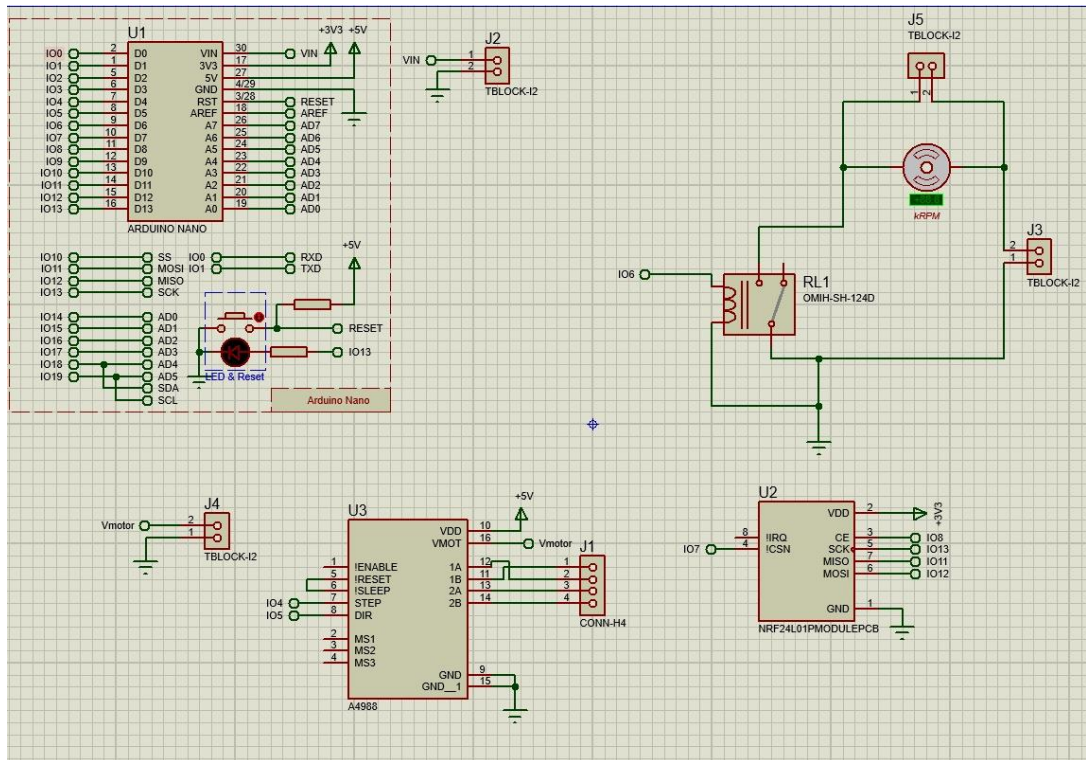 U1
+3V3 +5V
IO0 2 D0 VIN 30 VIN
IO1 1 D1 3V3 17
IO2 5 D2 5V 27
IO3 6 D3 GND 4/29
IO4 7 D4 RST 3/28 RESET
IO5 8 D5 AREF 18 AREF
IO6 9 D6 A7 26 AD7
IO7 10 D7 A6 25 AD6
IO8 11 D8 A5 24 AD5
IO9 12 D9 A4 23 AD4
IO10 13 D10 A3 22 AD3
IO11 14 D11 A2 21 AD2
IO12 15 D12 A1 20 AD1
IO13 16 D13 A0 19 AD0
ARDUINO NANO
IO10 SS IO0 RXD
IO11 MOSI IO1 TXD
IO12 MISO
IO13 SCK
+5V
IO14 AD0
IO15 AD1
IO16 AD2
IO17 AD3
IO18 AD4
IO19 AD5
SDA
SCL
RESET
IO13
LED & Reset
Arduino Nano
J2
VIN 1
2
TBLOCK-I2
J5
TBLOCK-I2
1 2
kRPM
J3
2
1
TBLOCK-I2
IO6
RL1
OMIH-SH-124D
J4
Vmotor 2
1
TBLOCK-I2
U3
+5V
VDD 10
VMOT 16 Vmotor
1 !ENABLE
5 !RESET
6 !SLEEP
IO4 7 STEP
IO5 8 DIR
2 MS1
3 MS2
4 MS3
1A 12
1B 11
2A 13
2B 14
GND 9
GND__1 15
A4988
J1
1
2
3
4
CONN-H4
U2
VDD 2 +3V3
8 !IRQ CE 3 IO8
IO7 4 !CSN SCK 5 IO13
MISO 7 IO11
MOSI 6 IO12
GND 1
NRF24L01PMODULEPCB